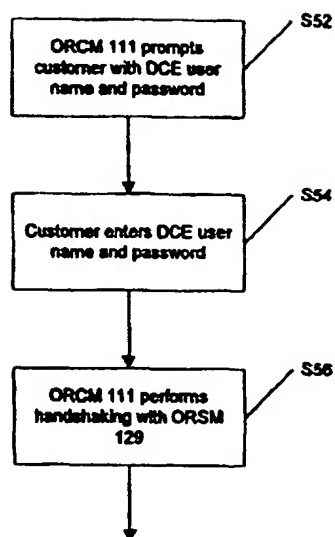 S52
ORCM 111 prompts
customer with DCE user
name and password
S54
Customer enters DCE user
name and password
S56
ORCM 111 performs
handshaking with ORSM
129